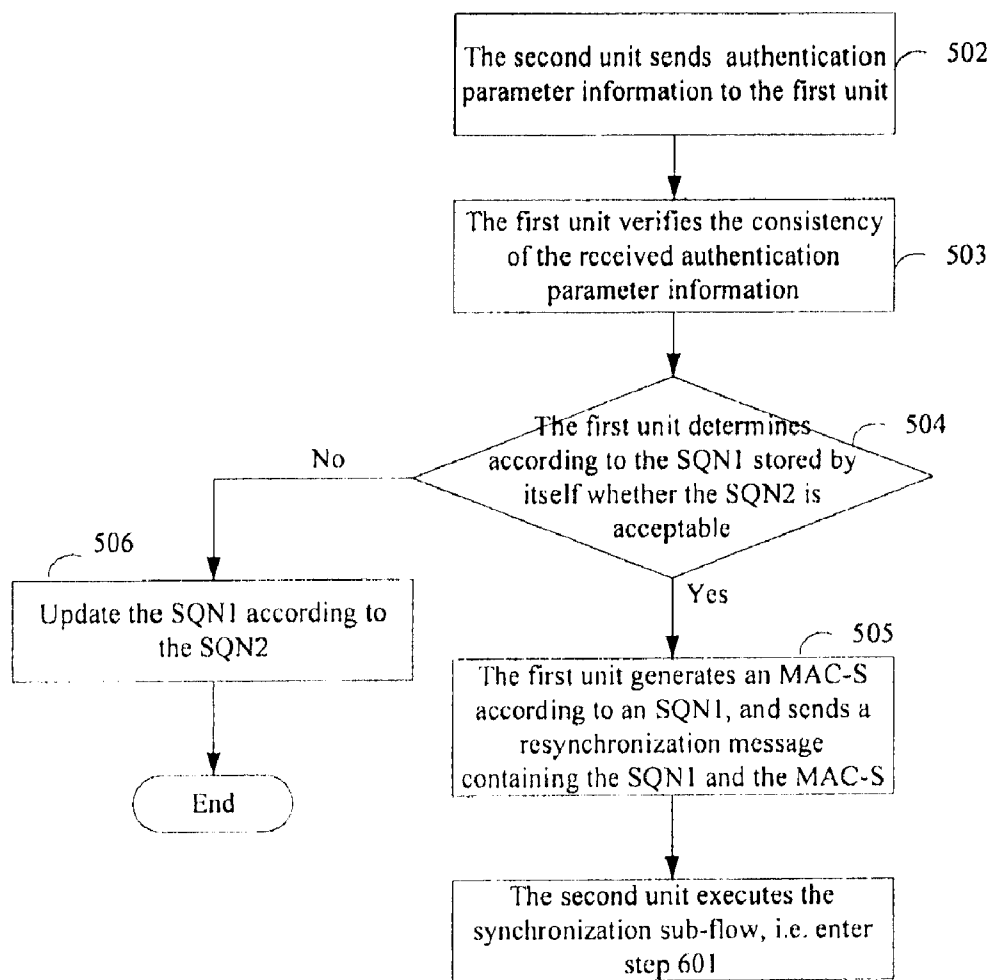 The second unit sends authentication
parameter information to the first unit
502
The first unit verifies the consistency
of the received authentication
parameter information
503
The first unit determines
according to the SQN1 stored by
itself whether the SQN2 is
acceptable
504
No
Yes
506
Update the SQN1 according to
the SQN2
End
505
The first unit generates an MAC-S
according to an SQN1, and sends a
resynchronization message
containing the SQN1 and the MAC-S
The second unit executes the
synchronization sub-flow, i.e. enter
step 601